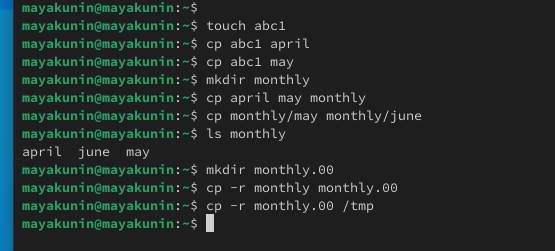 mayakunin@mayakunin:~$
mayakunin@mayakunin:~$ touch abc1
mayakunin@mayakunin:~$ cp abc1 april
mayakunin@mayakunin:~$ cp abc1 may
mayakunin@mayakunin:~$ mkdir monthly
mayakunin@mayakunin:~$ cp april may monthly
mayakunin@mayakunin:~$ cp monthly/may monthly/june
mayakunin@mayakunin:~$ ls monthly
april  june  may
mayakunin@mayakunin:~$ mkdir monthly.00
mayakunin@mayakunin:~$ cp -r monthly monthly.00
mayakunin@mayakunin:~$ cp -r monthly.00 /tmp
mayakunin@mayakunin:~$